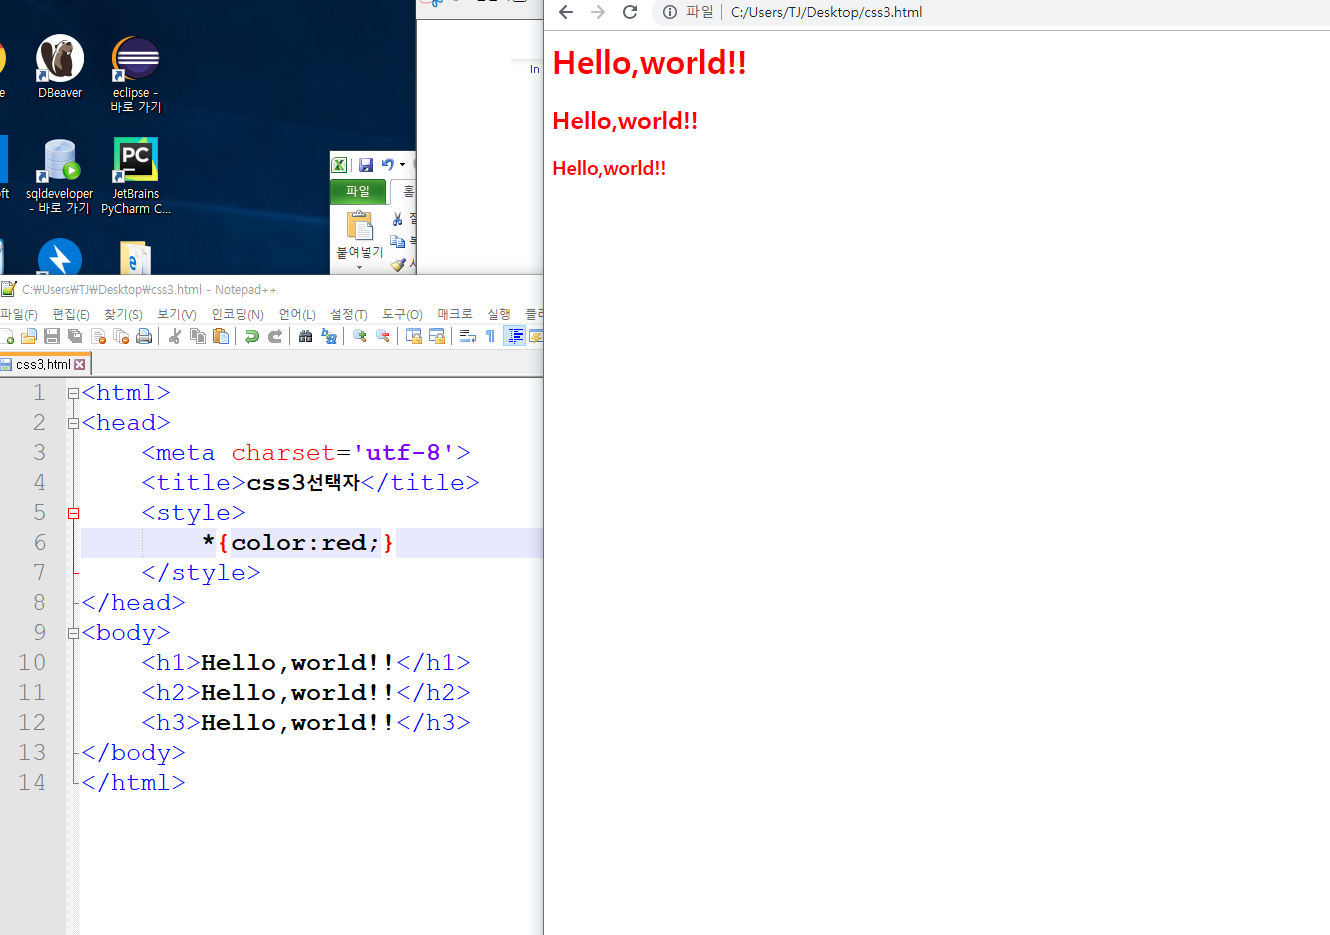 DBeaver
eclipse -
바로 가기
sqldeveloper
- 바로 가기
JetBrains
PyCharm C...
In
파일
홈
붙여넣기
파일 | C:/Users/TJ/Desktop/css3.html
Hello,world!!
Hello,world!!
Hello,world!!
C:￦Users￦TJ￦Desktop￦css3.html - Notepad++
파일(F) 편집(E) 찾기(S) 보기(V) 인코딩(N) 언어(L) 설정(T) 도구(O) 매크로 실행
css3.html
1 <html>
2 <head>
3 <meta charset='utf-8'>
4 <title>css3선택자</title>
5 <style>
6 *{color:red;}
7 </style>
8 </head>
9 <body>
10 <h1>Hello,world!!</h1>
11 <h2>Hello,world!!</h2>
12 <h3>Hello,world!!</h3>
13 </body>
14 </html>